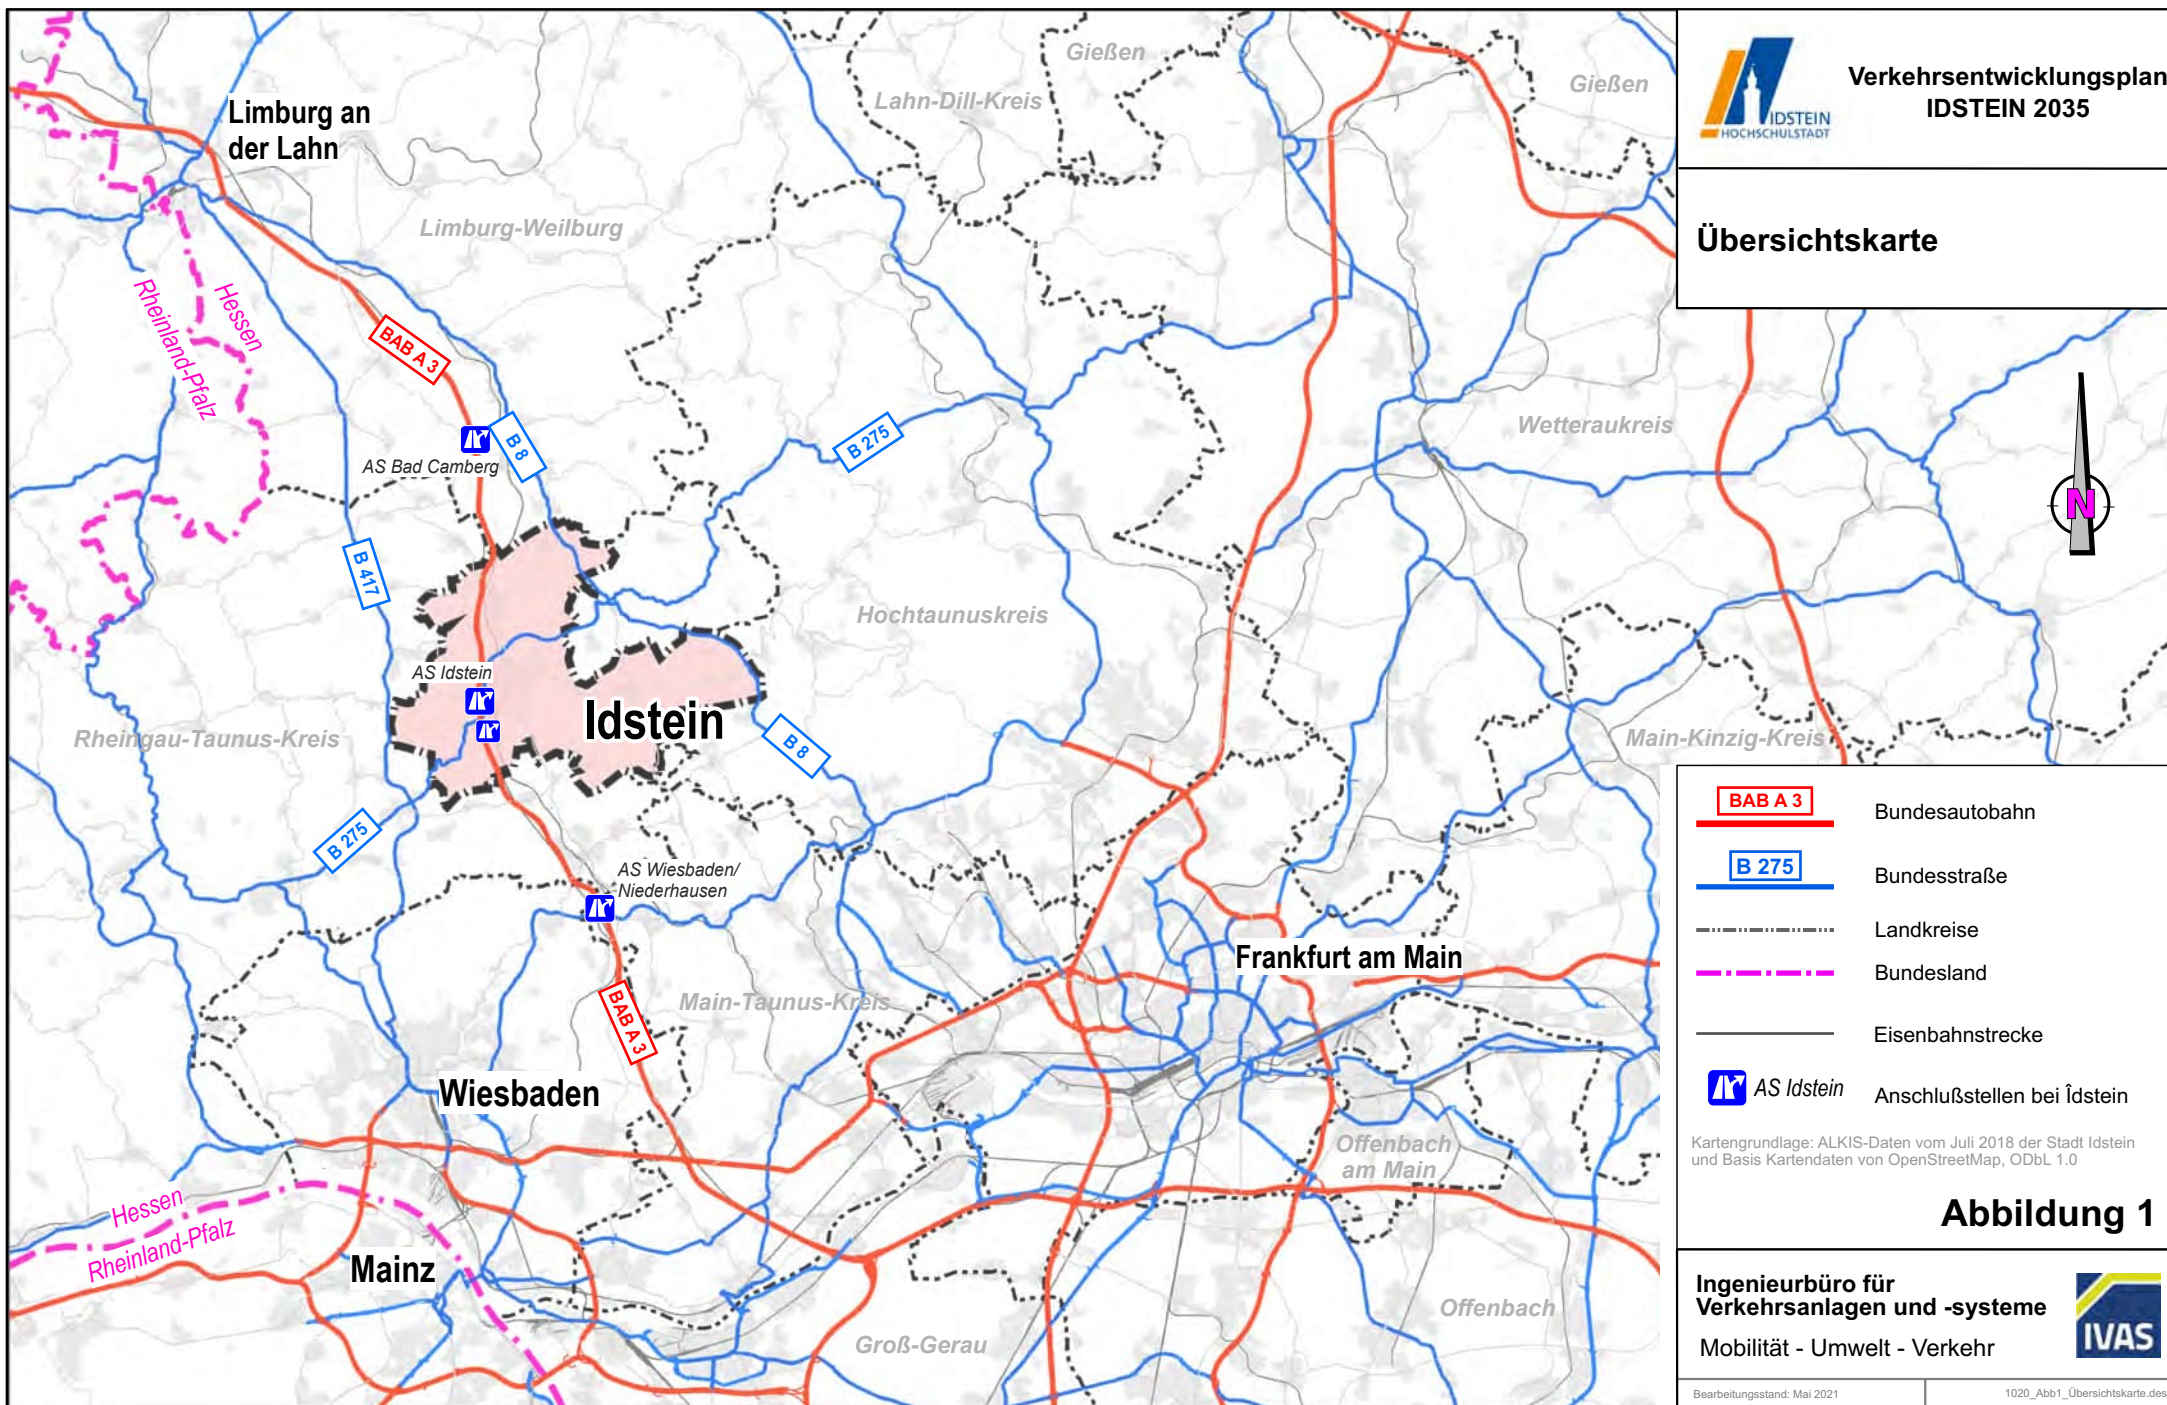 Gießen
Gießen
Lahn-Dill-Kreis
Limburg an
der Lahn
Limburg-Weilburg
Hessen
Rheinland-Pfalz
BAB A 3
B 8
AS Bad Camberg
B 275
Wetteraukreis
B 417
Hochtaunuskreis
AS Idstein
Idstein
Rheingau-Taunus-Kreis
B 8
Main-Kinzig-Kreis
B 275
AS Wiesbaden/
Niederhausen
Frankfurt am Main
Main-Taunus-Kreis
BAB A 3
Wiesbaden
Offenbach
am Main
Hessen
Rheinland-Pfalz
Mainz
Offenbach
Groß-Gerau
IDSTEIN
HOCHSCHULSTADT
Verkehrsentwicklungsplan
IDSTEIN 2035
Übersichtskarte
N
BAB A 3
Bundesautobahn
B 275
Bundesstraße
Landkreise
Bundesland
Eisenbahnstrecke
AS Idstein
Anschlußstellen bei Îdstein
Kartengrundlage: ALKIS-Daten vom Juli 2018 der Stadt Idstein
und Basis Kartendaten von OpenStreetMap, ODbL 1.0
Abbildung 1
Ingenieurbüro für
Verkehrsanlagen und -systeme
Mobilität - Umwelt - Verkehr
IVAS
Bearbeitungsstand: Mai 2021
1020_Abb1_Übersichtskarte.des